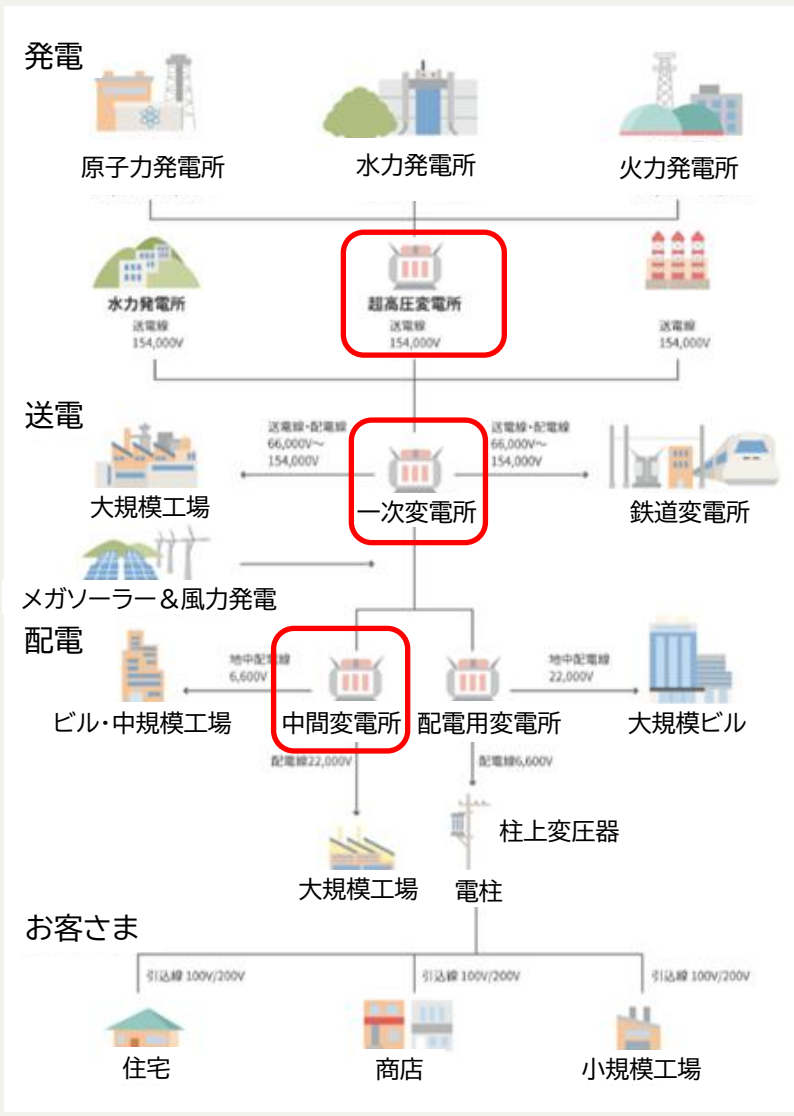 発電
原子力発電所
水力発電所
火力発電所
水力発電所
送電線
154,000V
超高圧変電所
送電線
154,000V
送電線
154,000V
送電
送電線・配電線
66,000V～
154,000V
送電線・配電線
66,000V～
154,000V
大規模工場
一次変電所
鉄道変電所
メガソーラー＆風力発電
配電
地中配電線
6,600V
地中配電線
22,000V
ビル・中規模工場
中間変電所
配電用変電所
大規模ビル
配電線22,000V
配電線6,600V
柱上変圧器
大規模工場
電柱
お客さま
引込線 100V/200V
引込線 100V/200V
引込線 100V/200V
住宅
商店
小規模工場